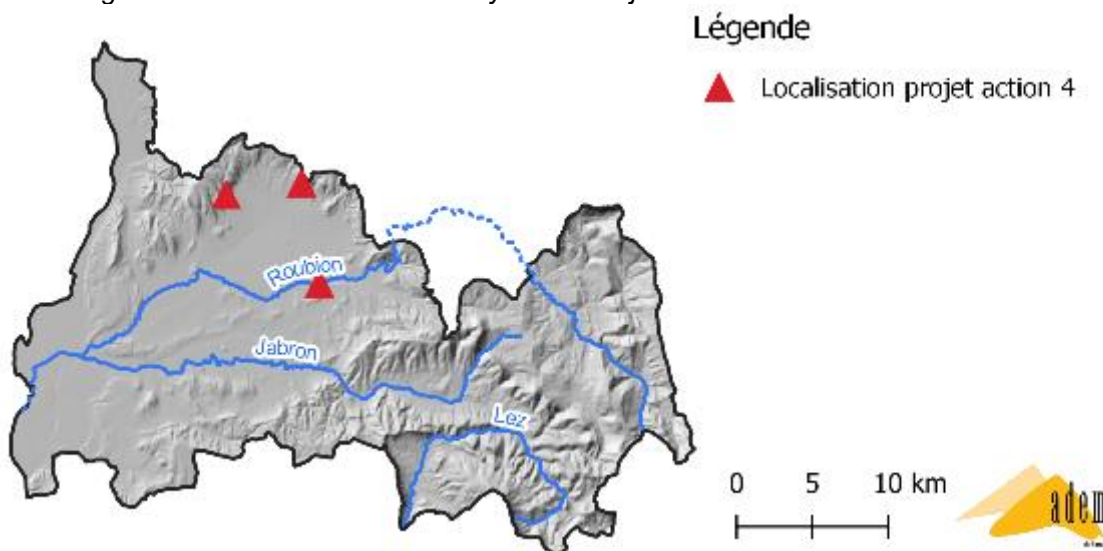 Légende
Localisation projet action 4
Roubion
Jabron
Lez
0 5 10 km
adem